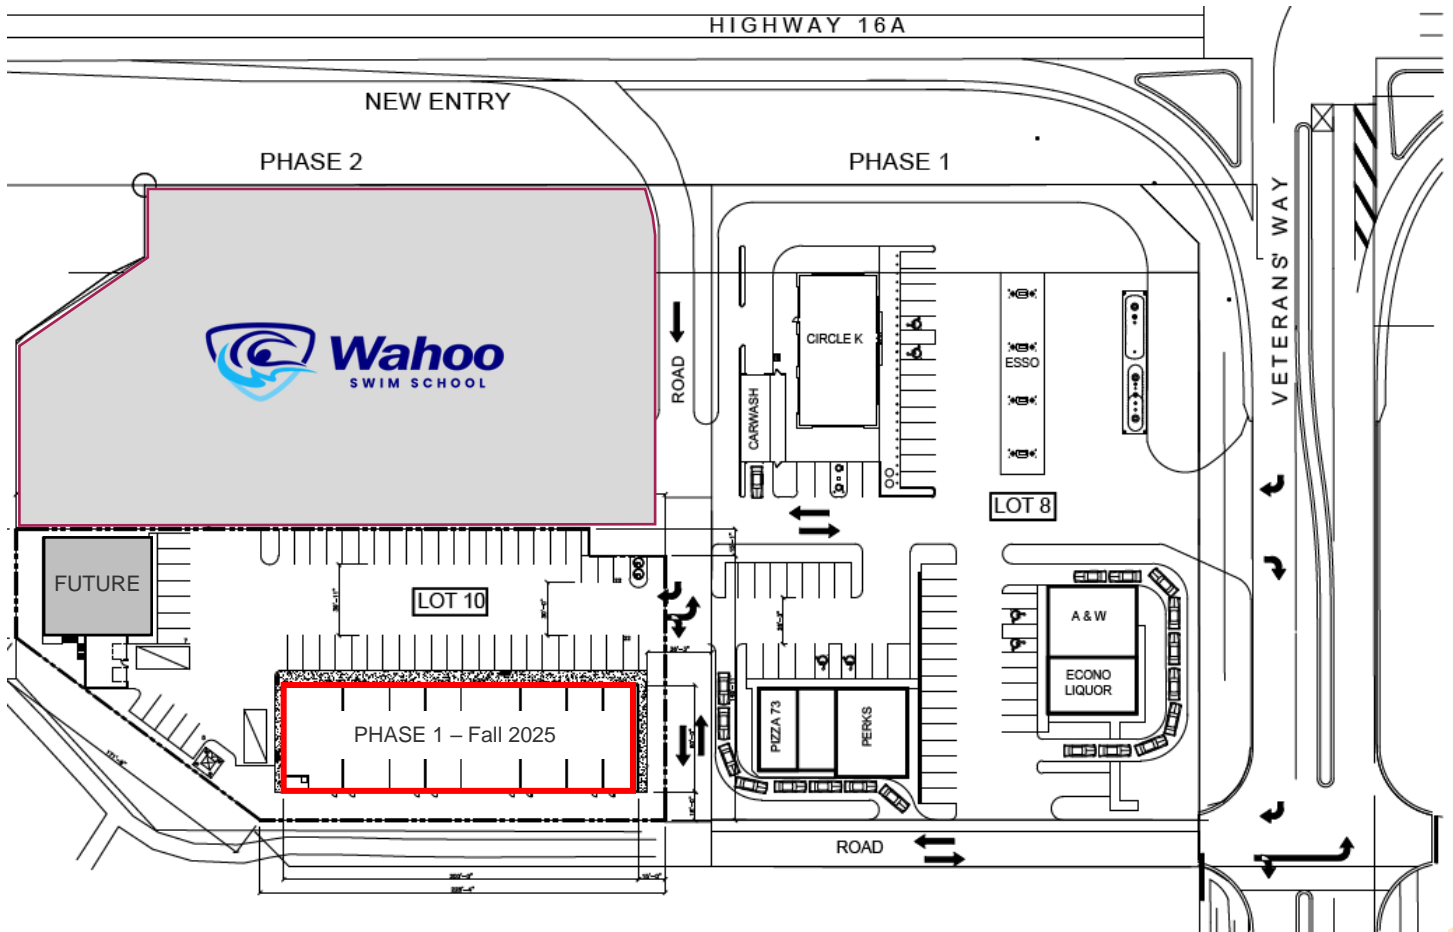 HIGHWAY 16A
NEW ENTRY
PHASE 2
PHASE 1
VETERANS' WAY
Wahoo
SWIM SCHOOL
ROAD
CIRCLE K
CARWASH
ESSO
LOT 8
FUTURE
LOT 10
A & W
ECONO
LIQUOR
PHASE 1 – Fall 2025
PIZZA 73
PERKS
ROAD